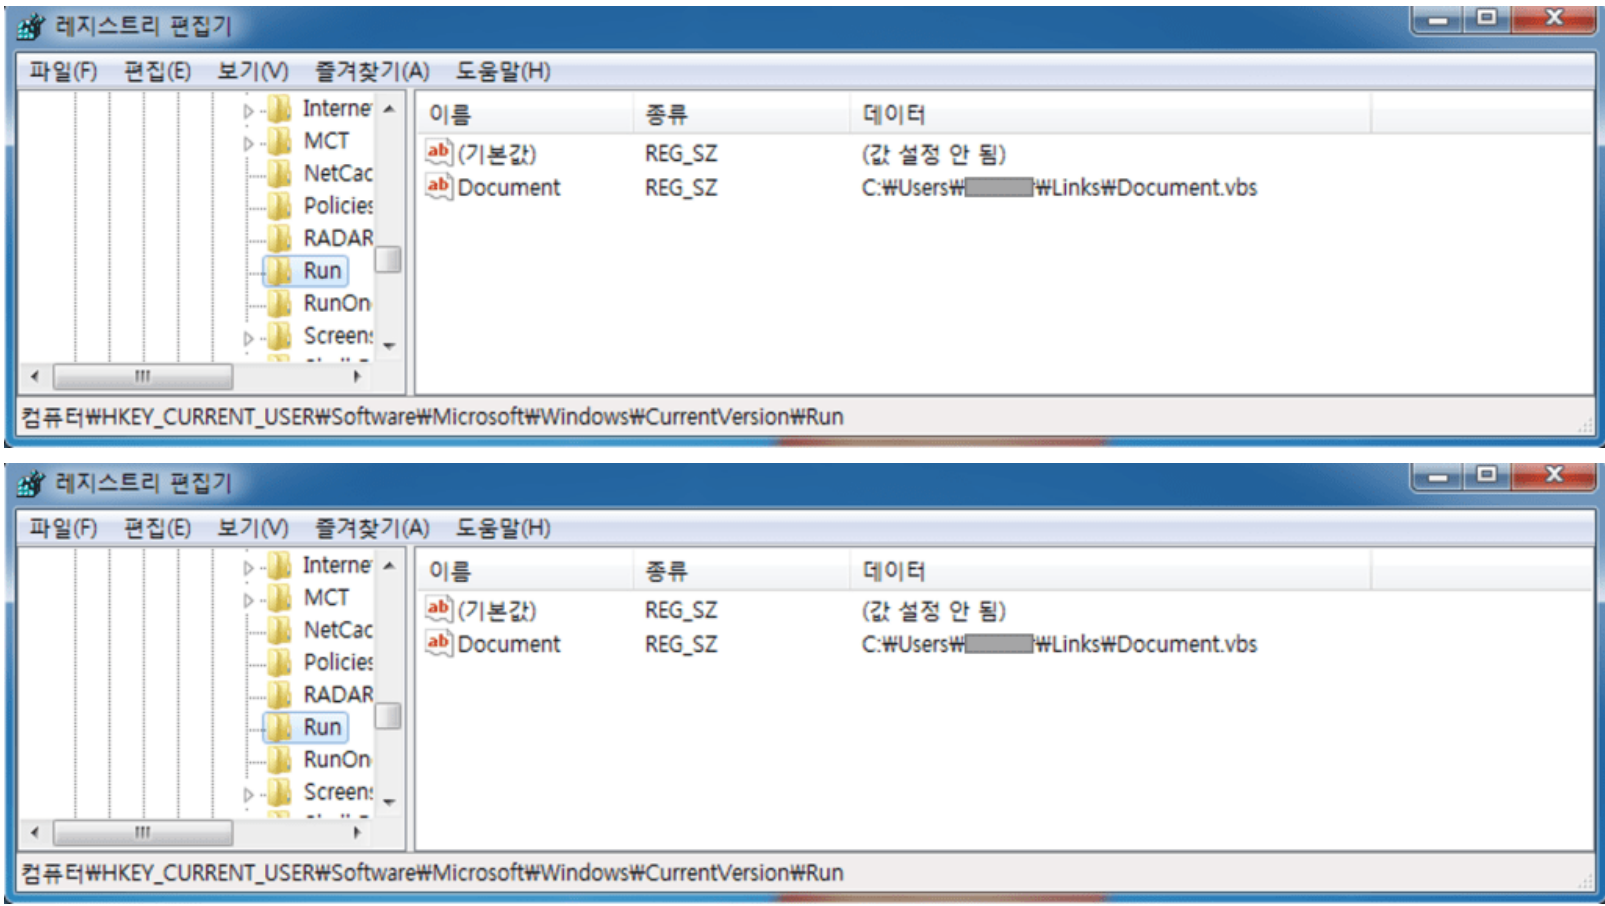 레지스트리 편집기
파일(F) 편집(E) 보기(V) 즐겨찾기(A) 도움말(H)
Interne
MCT
NetCac
Policies
RADAR
Run
RunOn
Screens
이름 종류 데이터
(기본값) REG_SZ (값 설정 안 됨)
Document REG_SZ C:₩Users₩ ₩Links₩Document.vbs
컴퓨터₩HKEY_CURRENT_USER₩Software₩Microsoft₩Windows₩CurrentVersion₩Run
레지스트리 편집기
파일(F) 편집(E) 보기(V) 즐겨찾기(A) 도움말(H)
Interne
MCT
NetCac
Policies
RADAR
Run
RunOn
Screens
이름 종류 데이터
(기본값) REG_SZ (값 설정 안 됨)
Document REG_SZ C:₩Users₩ ₩Links₩Document.vbs
컴퓨터₩HKEY_CURRENT_USER₩Software₩Microsoft₩Windows₩CurrentVersion₩Run